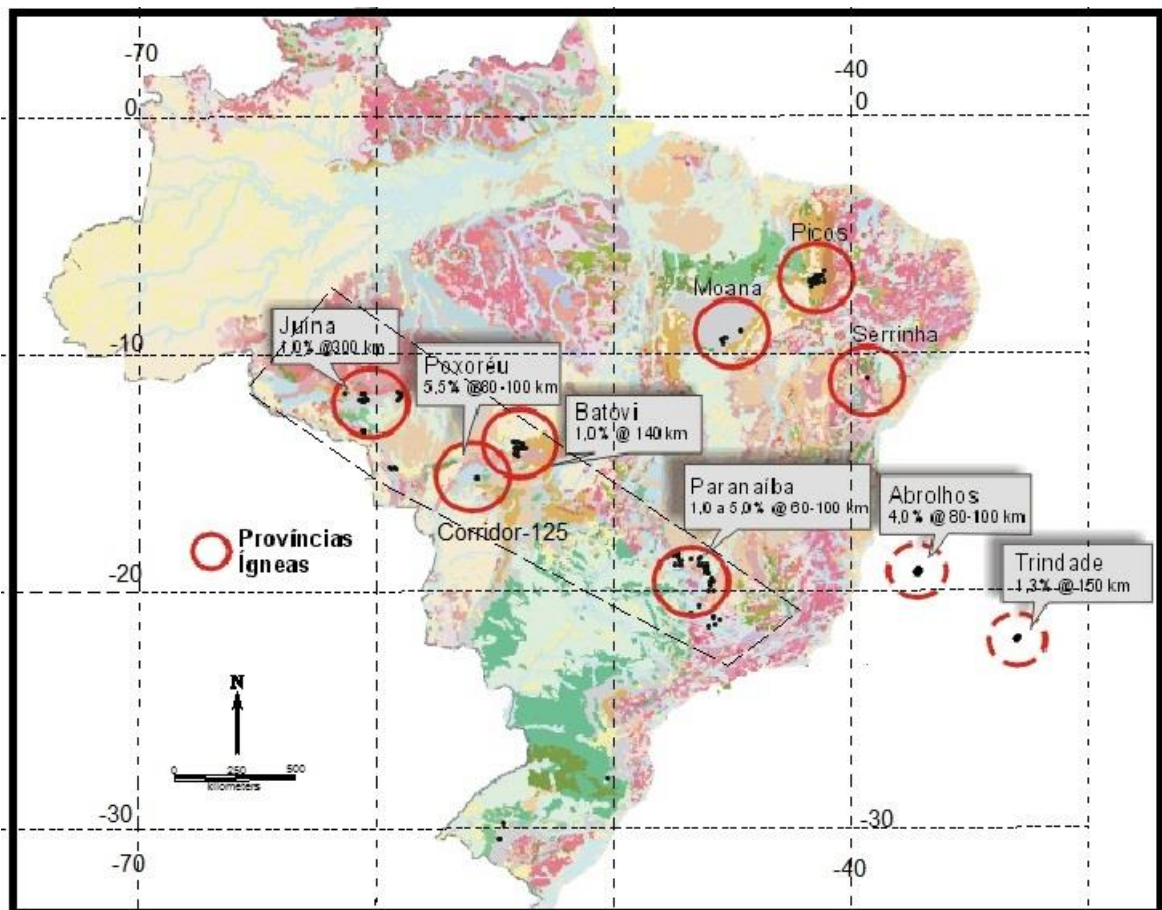 -70
-40
0
0
Picos
Moana
Serrinha
Juína
1,0% @300 km
-10
Poxoréu
5,5% @80-100 km
Batovi
1,0% @ 140 km
Paranaíba
1,0 a 5,0% @ 60-100 km
Abrolhos
4,0% @ 80-100 km
Corridor-125
Províncias
Ígneas
Trindade
1,3% @ 150 km
-20
N
0 250 500
kilometers
-30
-30
-70
-40